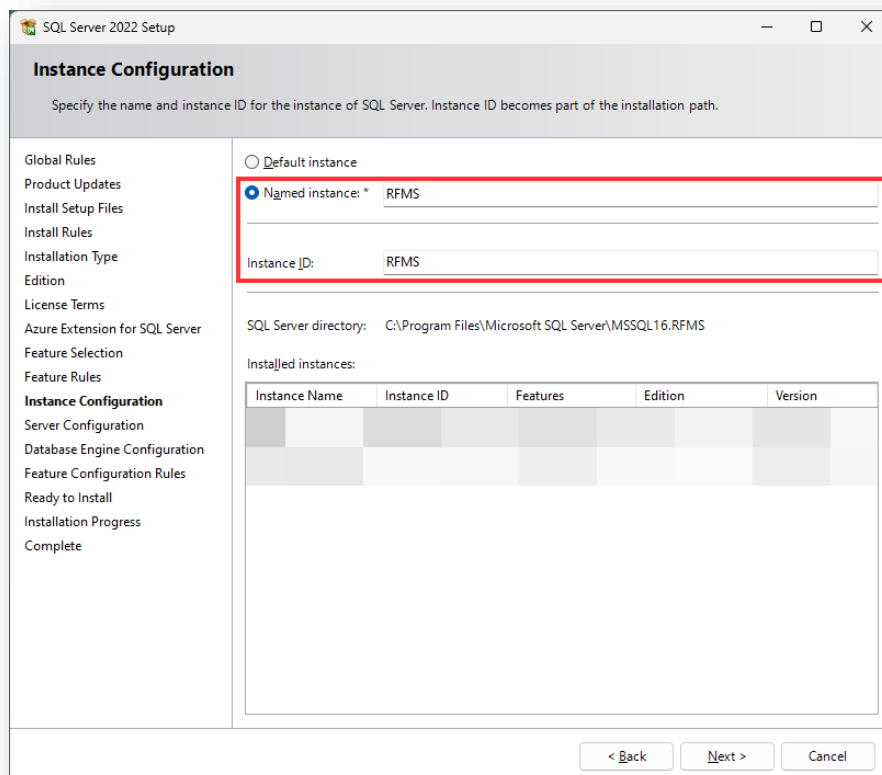 SQL Server 2022 Setup
Instance Configuration
Specify the name and instance ID for the instance of SQL Server. Instance ID becomes part of the installation path.
Global Rules
Product Updates
Install Setup Files
Install Rules
Installation Type
Edition
License Terms
Azure Extension for SQL Server
Feature Selection
Feature Rules
Instance Configuration
Server Configuration
Database Engine Configuration
Feature Configuration Rules
Ready to Install
Installation Progress
Complete
Default instance
Named instance: * RFMS
Instance ID: RFMS
SQL Server directory: C:\Program Files\Microsoft SQL Server\MSSQL16.RFMS
Installed instances:
Instance Name Instance ID Features Edition Version
< Back Next > Cancel